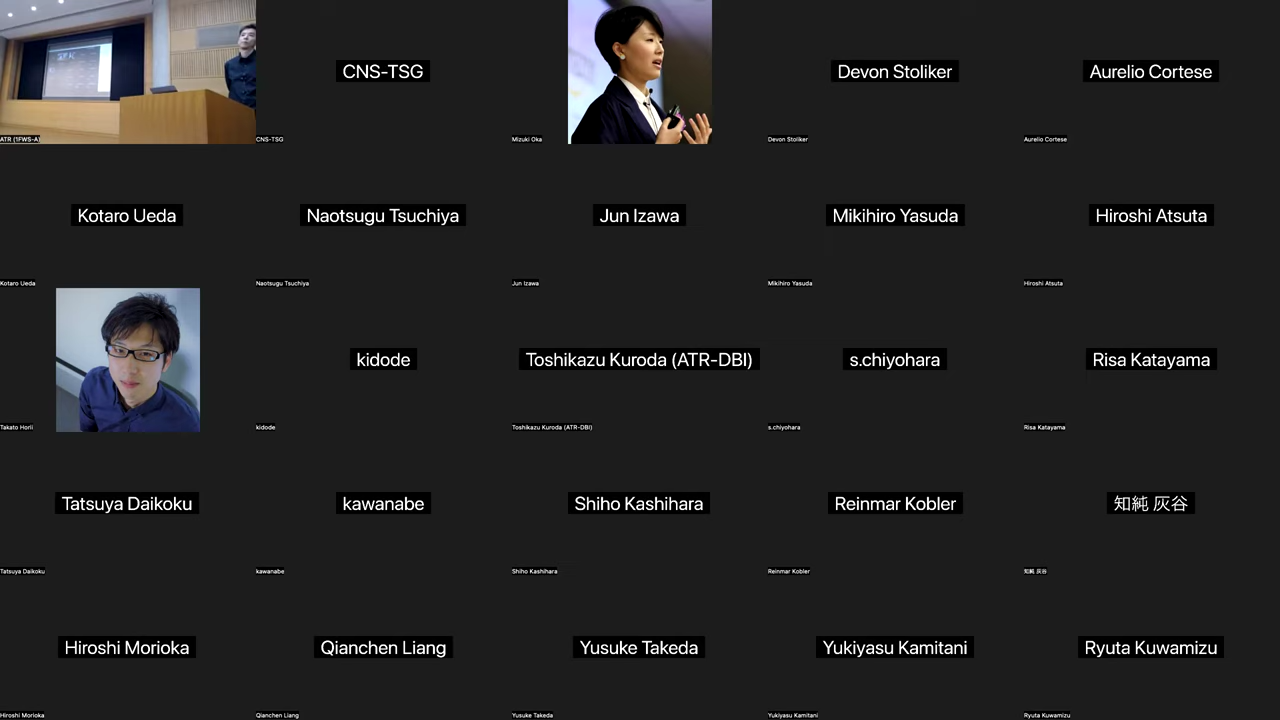 CNS-TSG
Devon Stoliker
Aurelio Cortese
ATR (1FWS-A)
CNS-TSG
Mizuki Oka
Devon Stoliker
Aurelio Cortese
Kotaro Ueda
Naotsugu Tsuchiya
Jun Izawa
Mikihiro Yasuda
Hiroshi Atsuta
Kotaro Ueda
Naotsugu Tsuchiya
Jun Izawa
Mikihiro Yasuda
Hiroshi Atsuta
kidode
Toshikazu Kuroda (ATR-DBI)
s.chiyohara
Risa Katayama
Takato Horii
kidode
Toshikazu Kuroda (ATR-DBI)
s.chiyohara
Risa Katayama
Tatsuya Daikoku
kawanabe
Shiho Kashihara
Reinmar Kobler
知純 灰谷
Tatsuya Daikoku
kawanabe
Shiho Kashihara
Reinmar Kobler
知純 灰谷
Hiroshi Morioka
Qianchen Liang
Yusuke Takeda
Yukiyasu Kamitani
Ryuta Kuwamizu
Hiroshi Morioka
Qianchen Liang
Yusuke Takeda
Yukiyasu Kamitani
Ryuta Kuwamizu